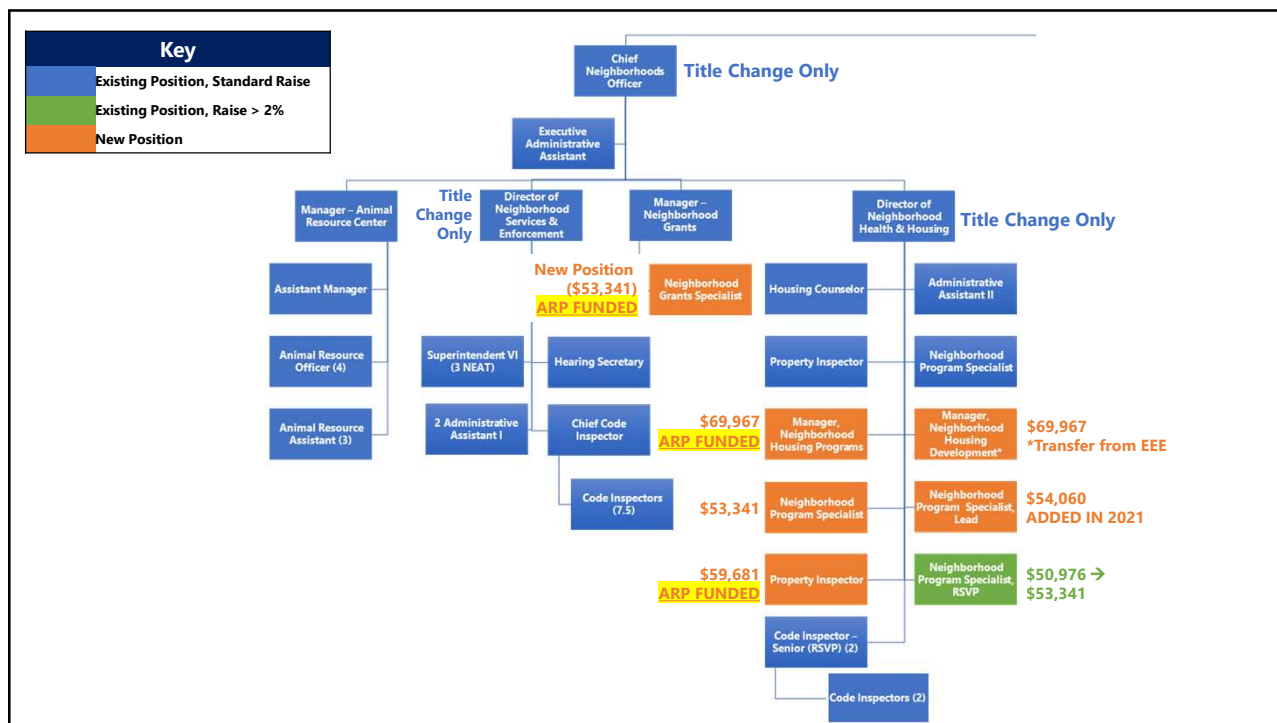 Key
Existing Position, Standard Raise
Existing Position, Raise > 2%
New Position
Chief
Neighborhoods
Officer
Title Change Only
Executive
Administrative
Assistant
Manager – Animal
Resource Center
Title
Change
Only
Director of
Neighborhood
Services &
Enforcement
Manager –
Neighborhood
Grants
Director of
Neighborhood
Health & Housing
Title Change Only
Assistant Manager
New Position
($53,341)
ARP FUNDED
Neighborhood
Grants Specialist
Housing Counselor
Administrative
Assistant II
Animal Resource
Officer (4)
Superintendent VI
(3 NEAT)
Hearing Secretary
Property Inspector
Neighborhood
Program Specialist
Animal Resource
Assistant (3)
2 Administrative
Assistant I
Chief Code
Inspector
$69,967
ARP FUNDED
Manager,
Neighborhood
Housing Programs
Manager,
Neighborhood
Housing
Development*
$69,967
*Transfer from EEE
Code Inspectors
(7.5)
$53,341
Neighborhood
Program Specialist
Neighborhood
Program Specialist,
Lead
$54,060
ADDED IN 2021
$59,681
ARP FUNDED
Property Inspector
Neighborhood
Program Specialist,
RSVP
$50,976 →
$53,341
Code Inspector –
Senior (RSVP) (2)
Code Inspectors (2)